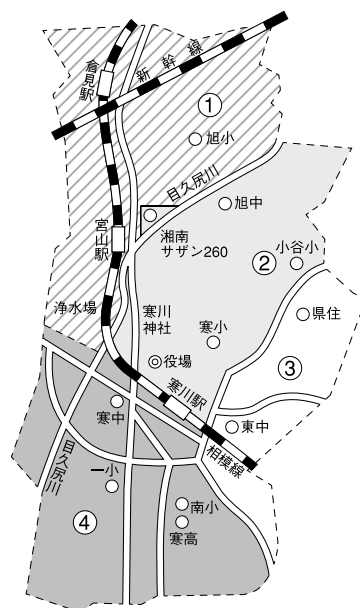 倉見駅
新幹線
①
旭小
目久尻川
旭中
湘南
サザン260
宮山駅
②
小谷小
浄水場
寒川
神社
県住
寒小
役場
③
寒川駅
寒中
東中
相模線
目久尻川
一小
南小
④
寒高